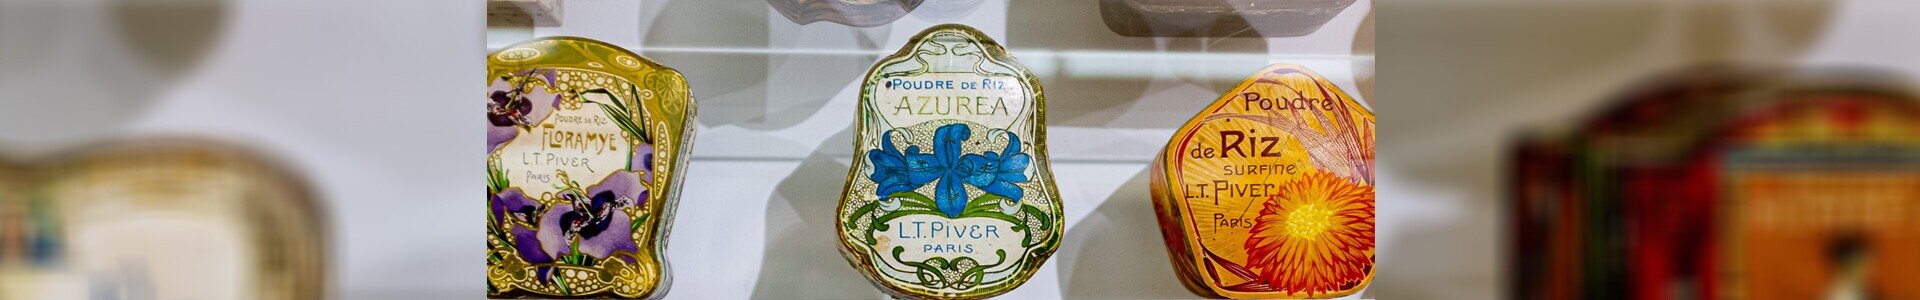 POUDRE DE RIZ
FLORAMYE
L.T. PIVER
PARIS
POUDRE DE RIZ
AZUREA
L.T. PIVER
PARIS
Poudre
de Riz
SURFINE
L.T. PIVER
PARIS